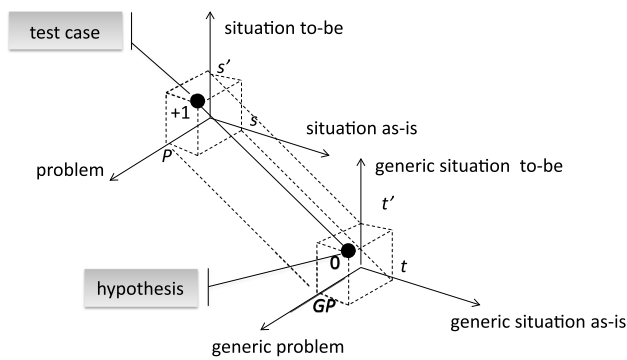 test case
situation to-be
s'
+1
s
situation as-is
P
problem
generic situation to-be
t'
0
t
hypothesis
GP
generic situation as-is
generic problem